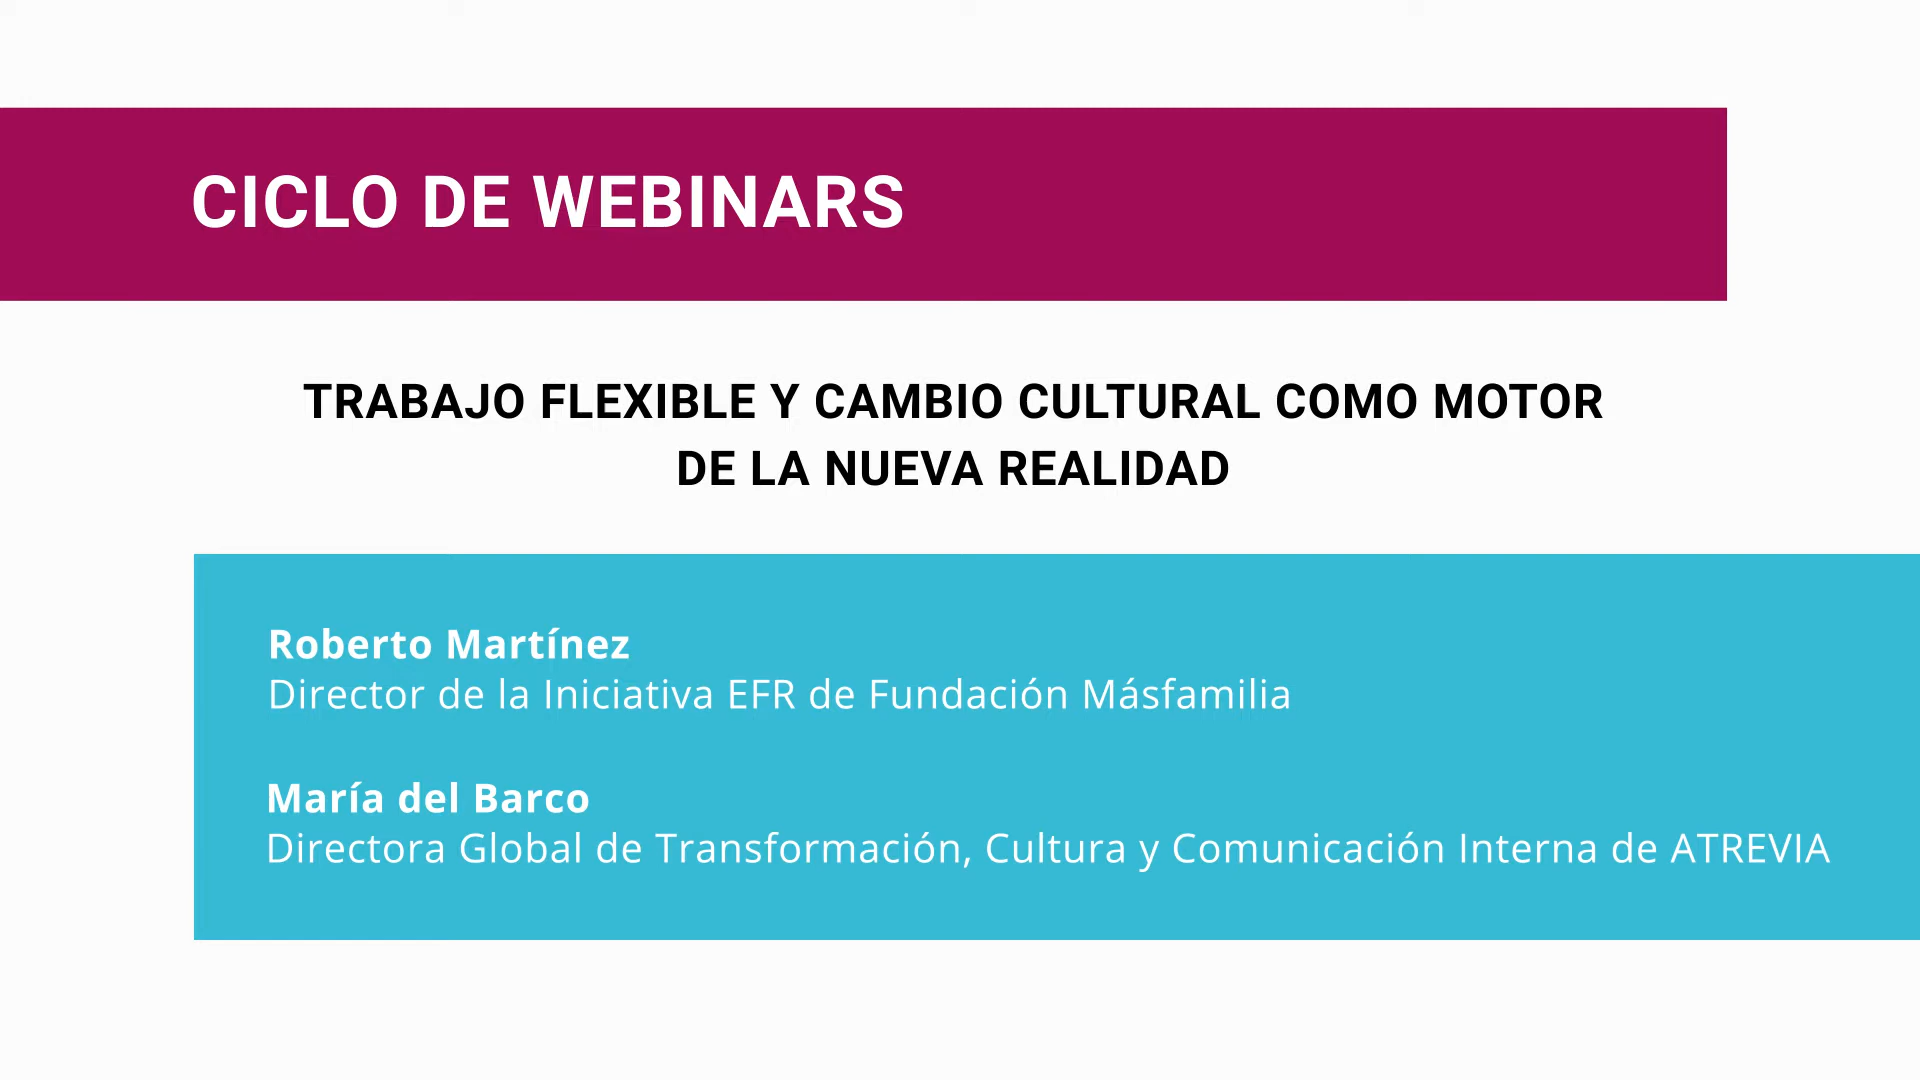 CICLO DE WEBINARS
TRABAJO FLEXIBLE Y CAMBIO CULTURAL COMO MOTOR
DE LA NUEVA REALIDAD
Roberto Martínez
Director de la Iniciativa EFR de Fundación Másfamilia
María del Barco
Directora Global de Transformación, Cultura y Comunicación Interna de ATREVIA